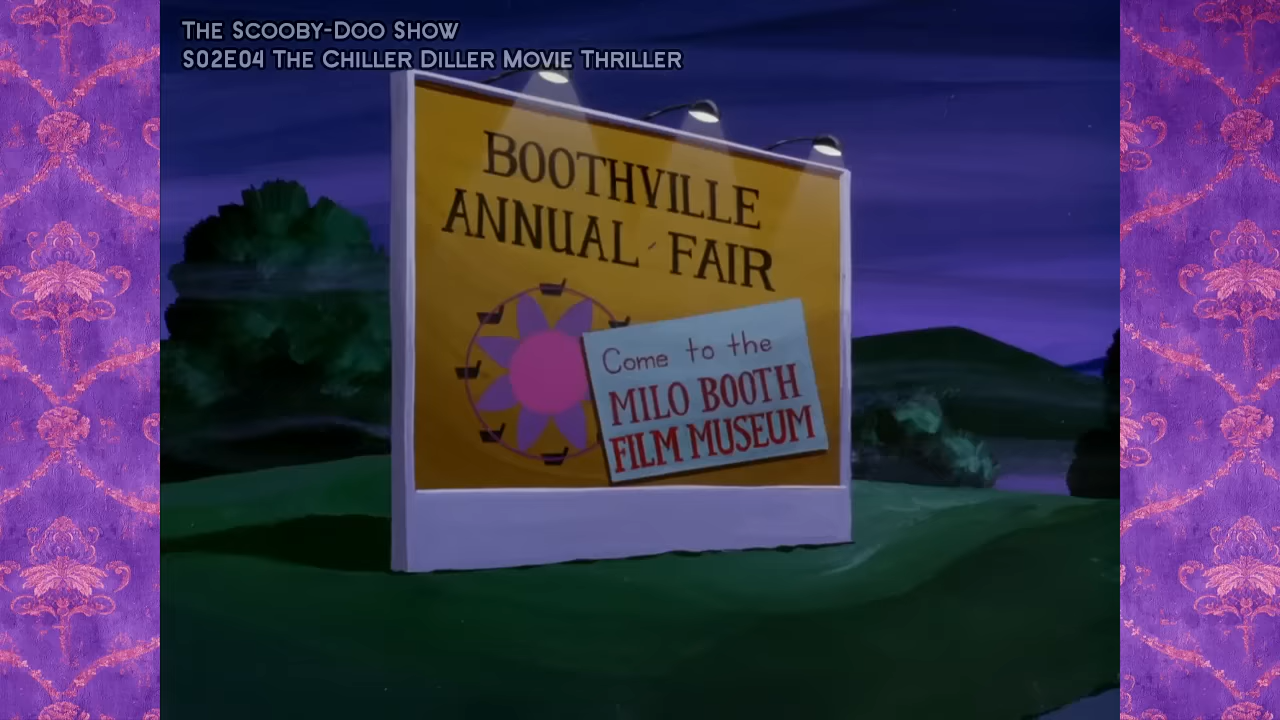 The Scooby-Doo Show
S02E04 The Chiller Diller Movie Thriller
BOOTHVILLE
ANNUAL FAIR
Come to the
MILO BOOTH
FILM MUSEUM